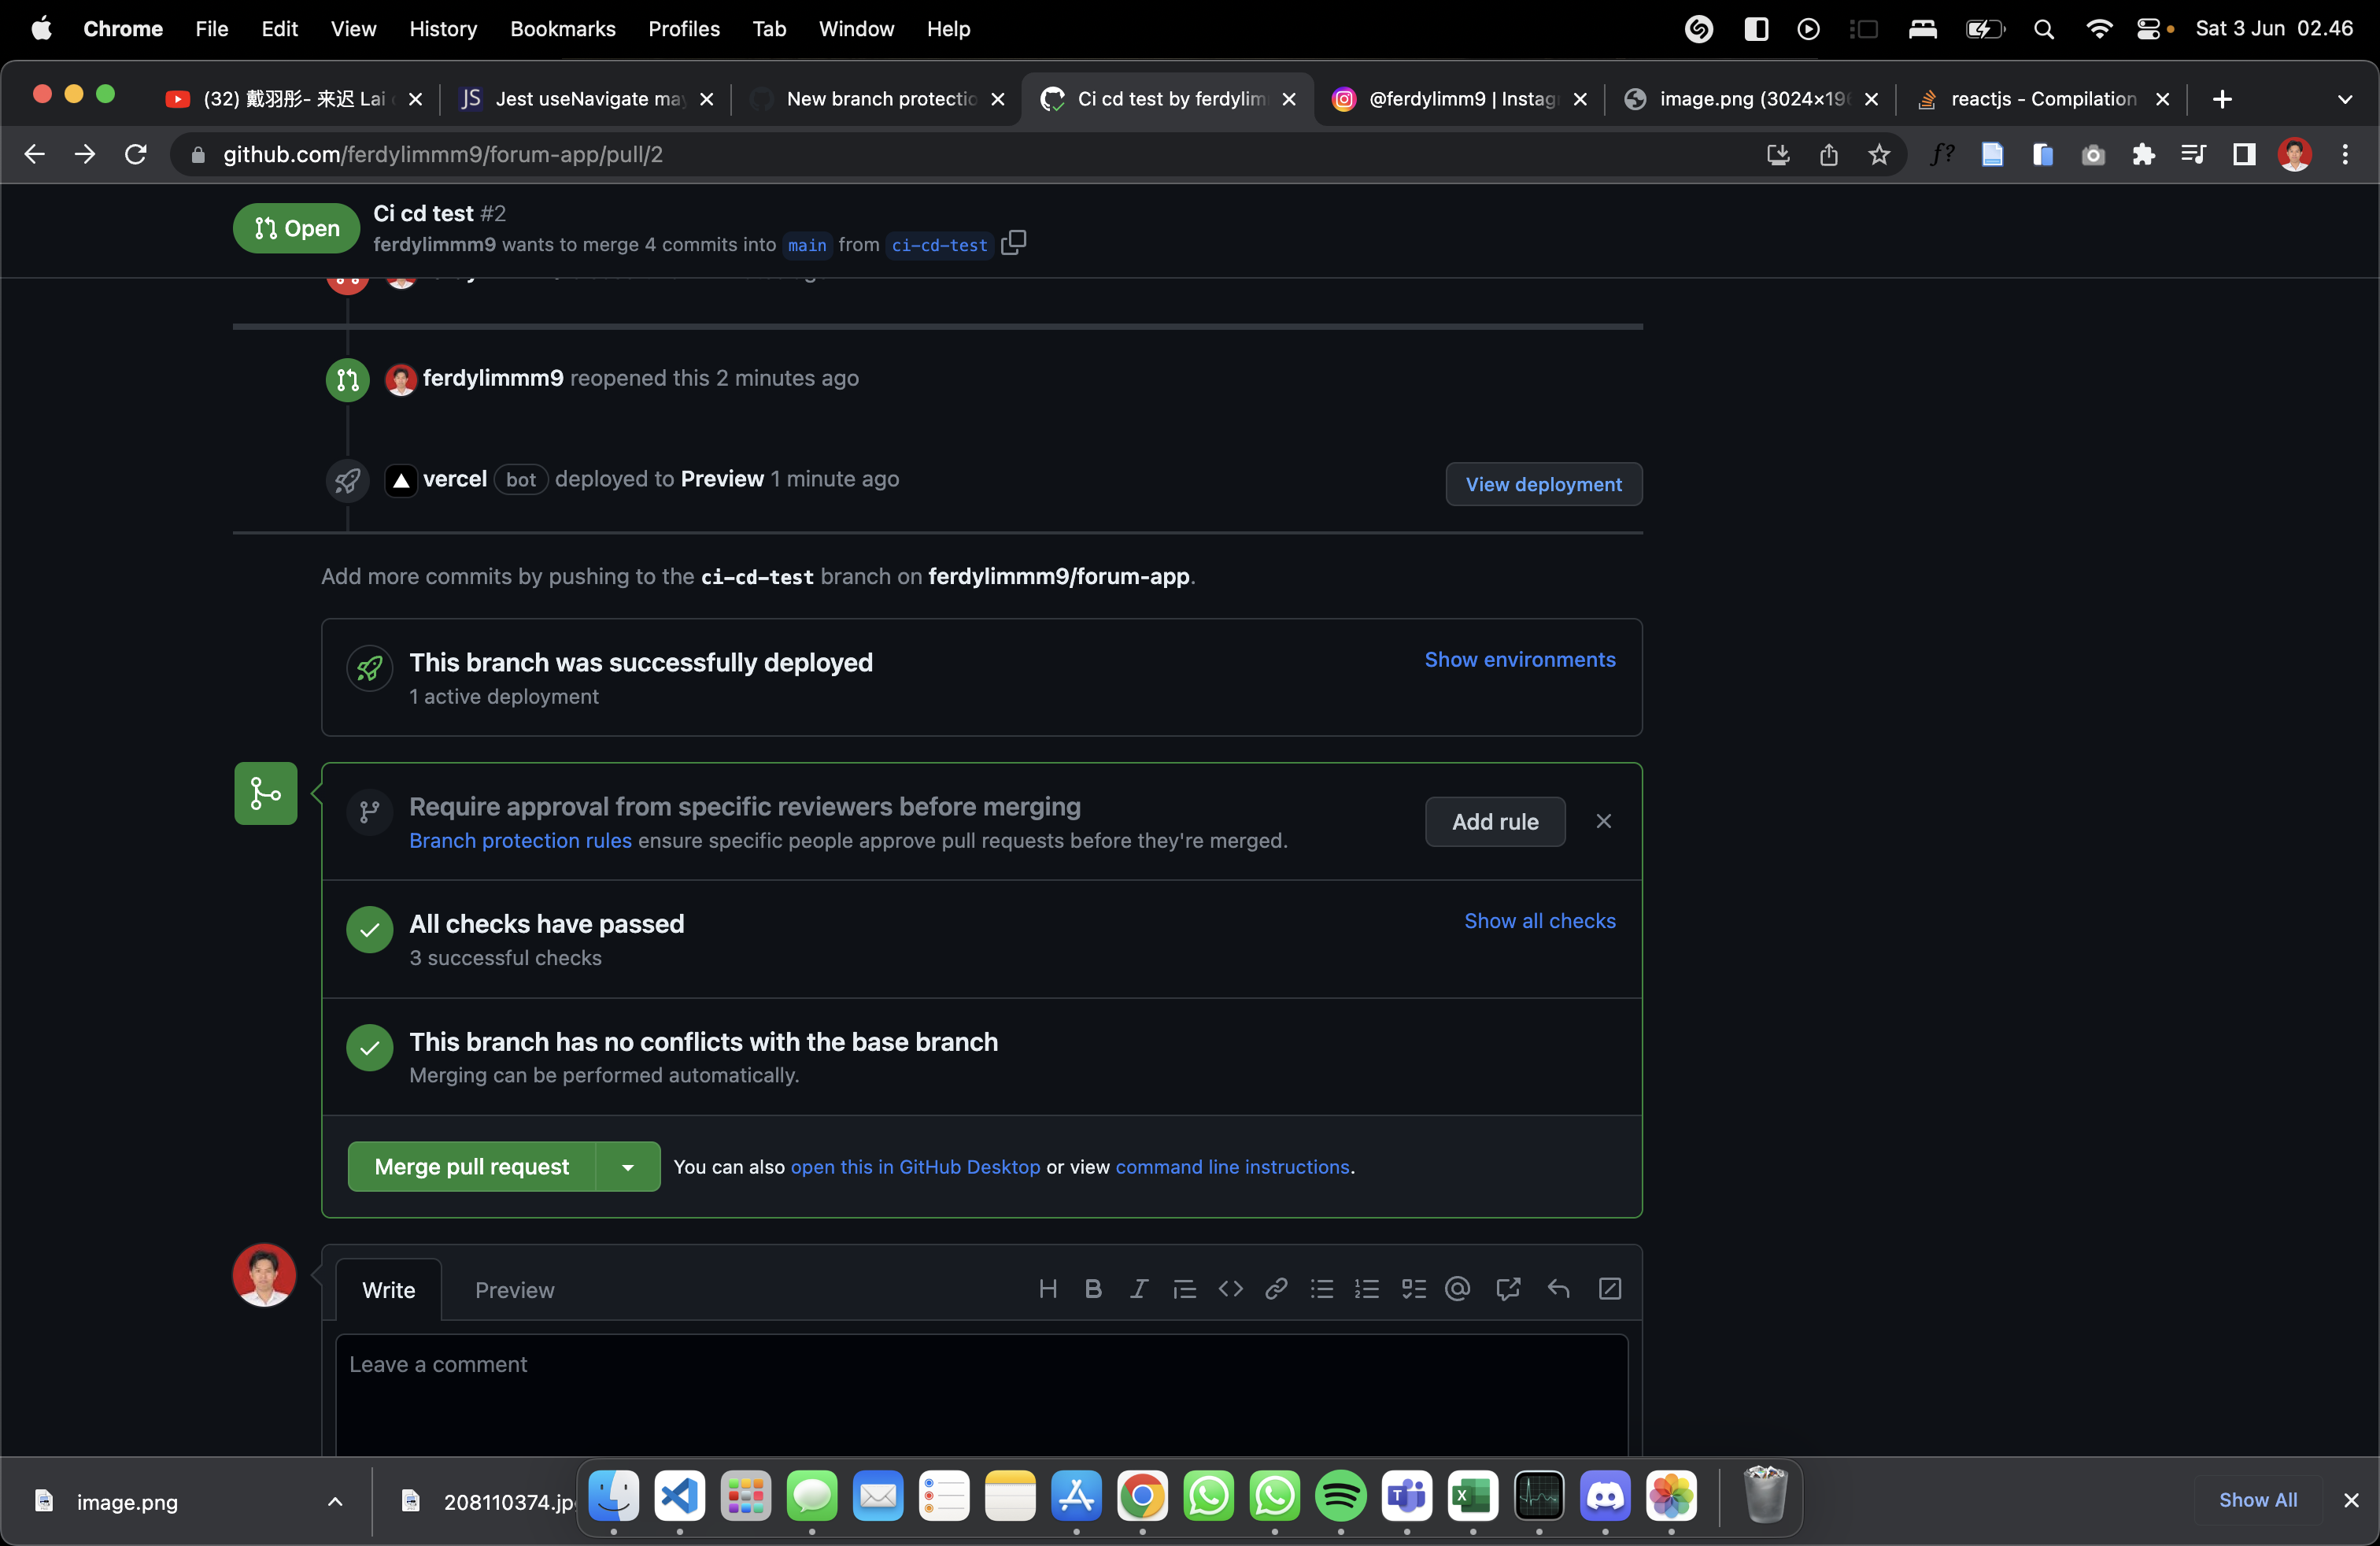 Chrome File Edit View History Bookmarks Profiles Tab Window Help Sat 3 Jun 02.46
(32) 戴羽彤- 来迟 Lai JS Jest useNavigate may New branch protectio Ci cd test by ferdylim @ferdylimm9 | Instag image.png (3024×19 reactjs - Compilation
github.com/ferdylimmm9/forum-app/pull/2 f?
Open
Ci cd test #2
ferdylimmm9 wants to merge 4 commits into main from ci-cd-test
ferdylimmm9 reopened this 2 minutes ago
vercel bot deployed to Preview 1 minute ago View deployment
Add more commits by pushing to the ci-cd-test branch on ferdylimmm9/forum-app.
This branch was successfully deployed Show environments
1 active deployment
Require approval from specific reviewers before merging Add rule
Branch protection rules ensure specific people approve pull requests before they're merged.
All checks have passed Show all checks
3 successful checks
This branch has no conflicts with the base branch
Merging can be performed automatically.
Merge pull request You can also open this in GitHub Desktop or view command line instructions.
Write Preview
Leave a comment
image.png 208110374.jp Show All